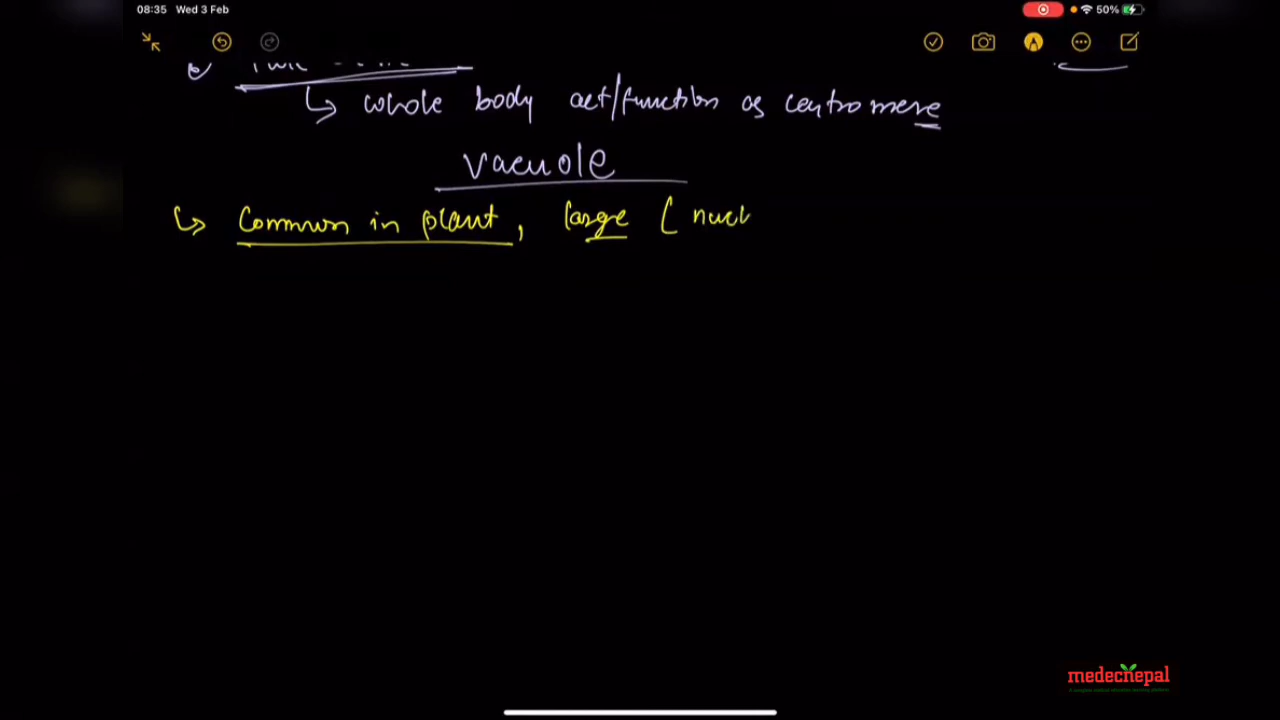 08:35 Wed 3 Feb 50%
↳ whole body act/function as centromere
Vacuole
↳ Common in plant, large ( nucl
medecnepal